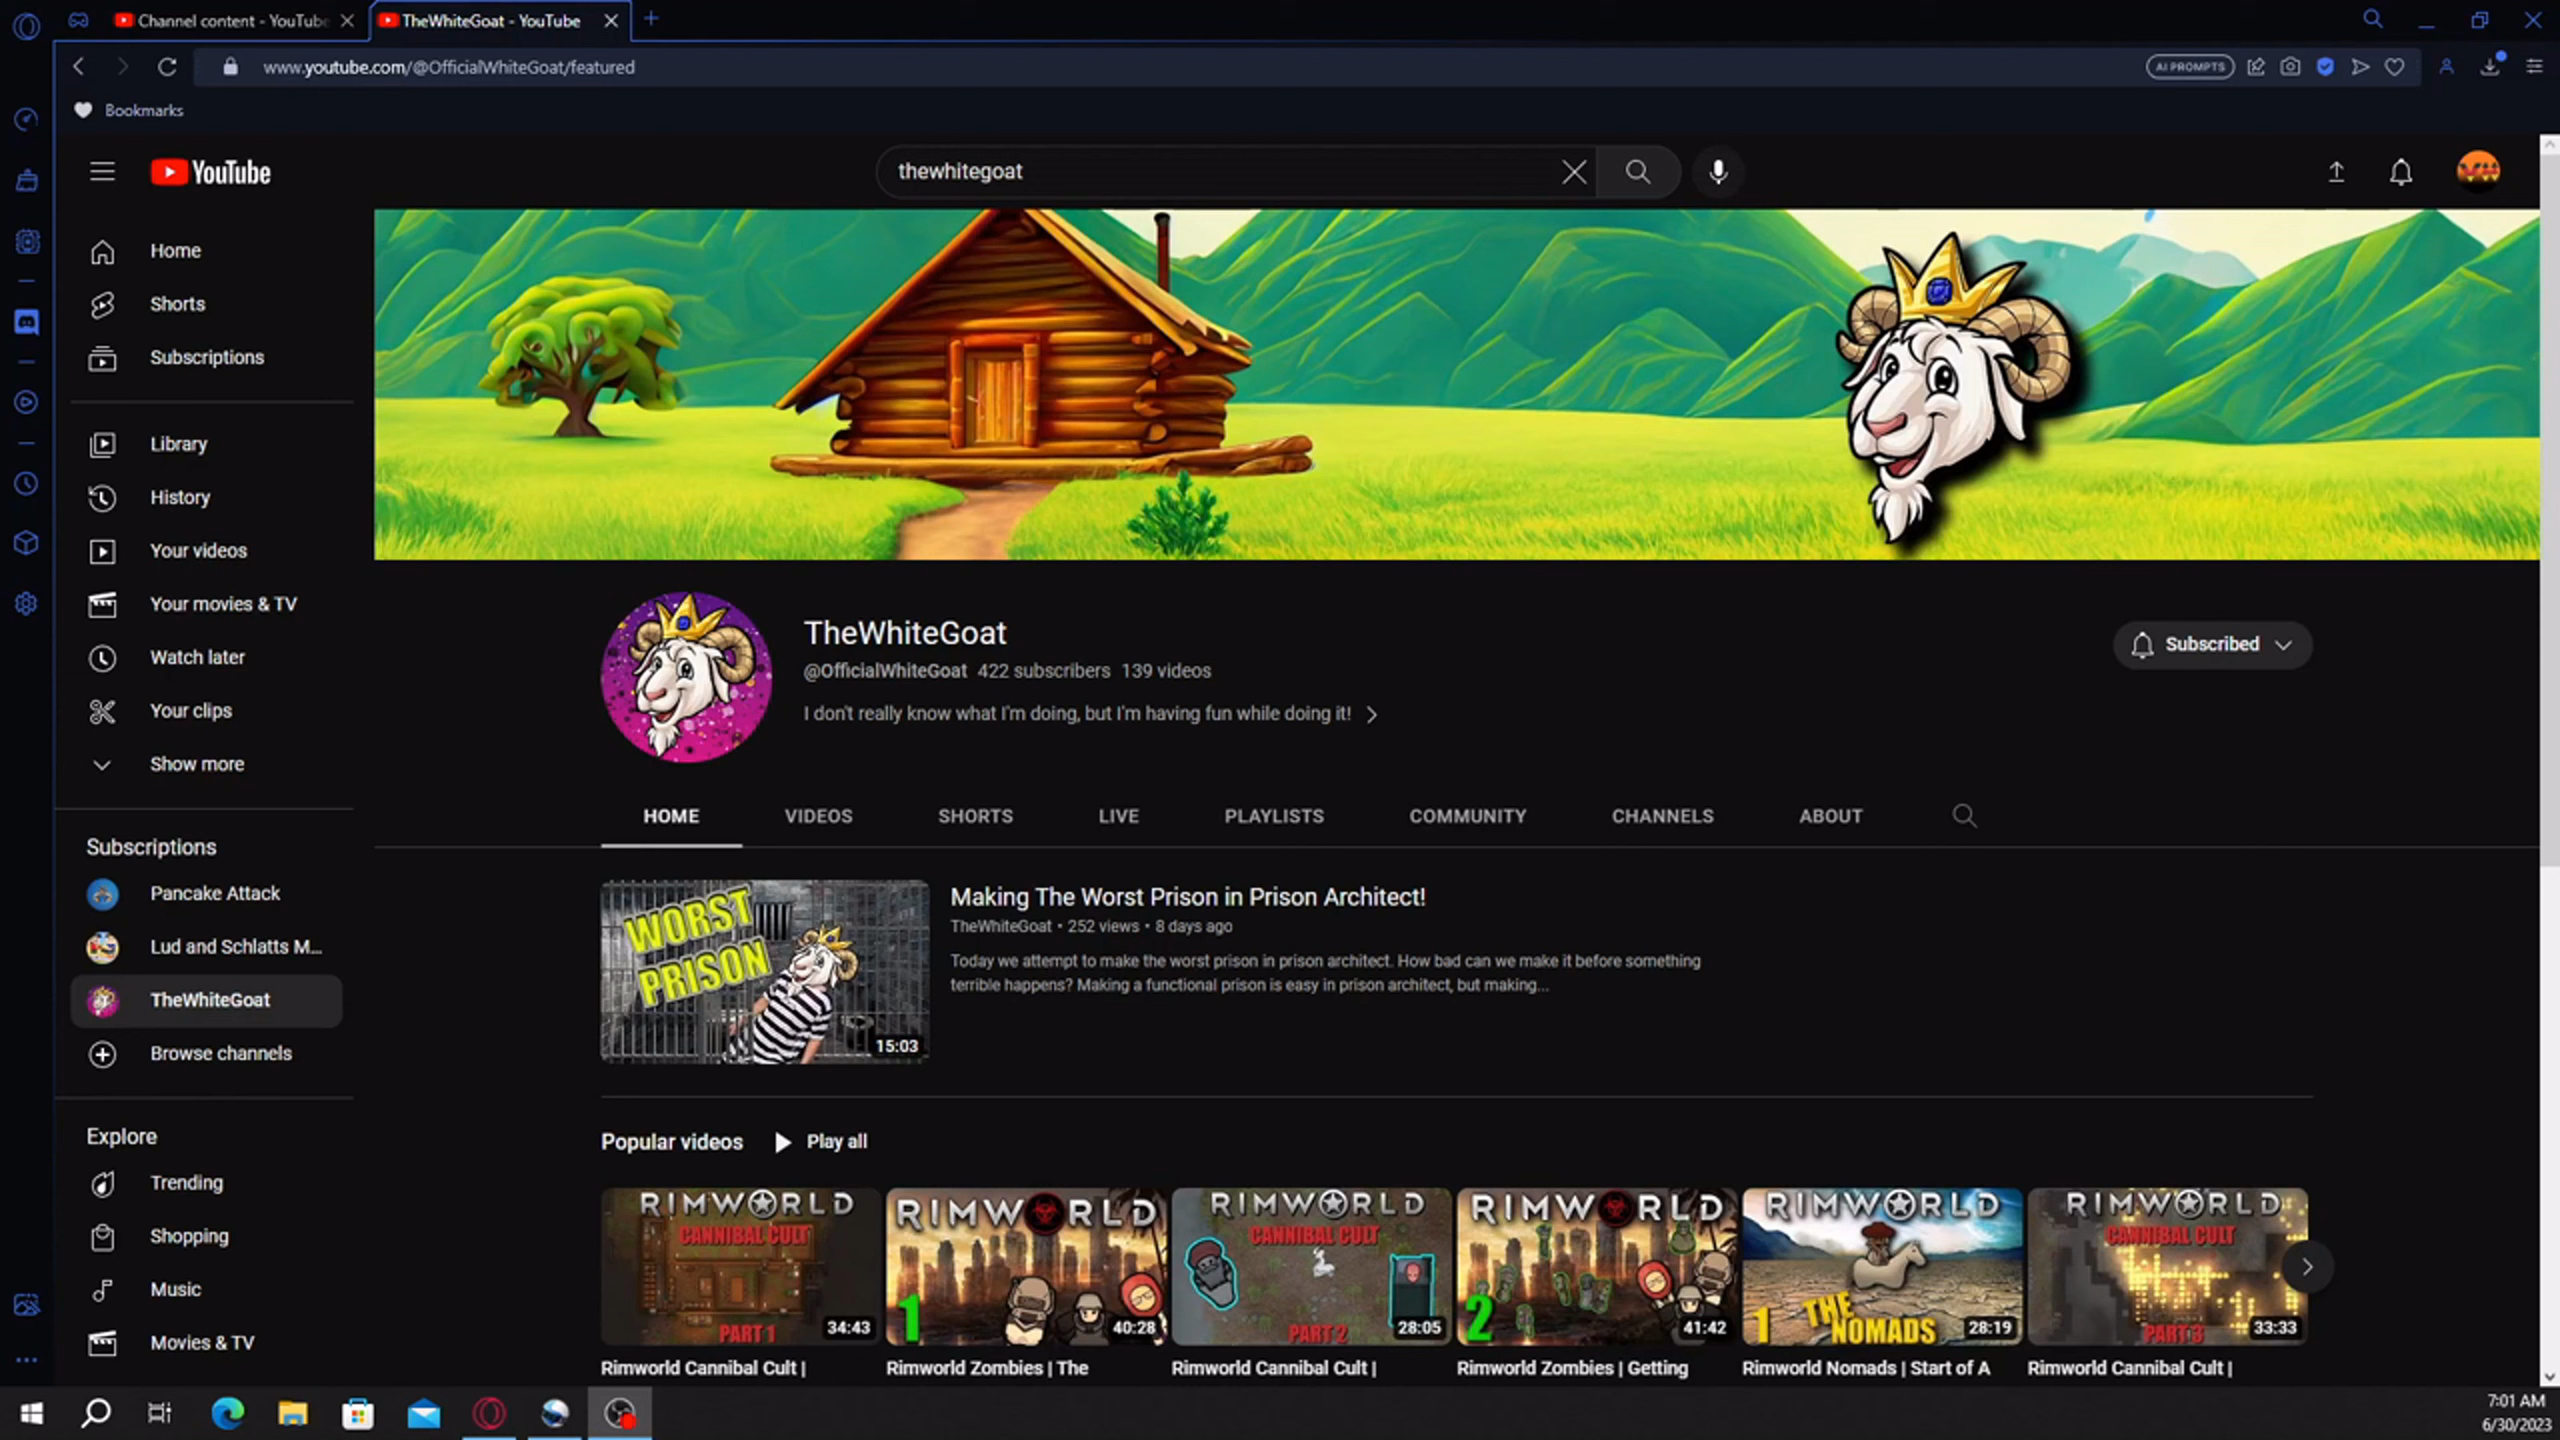 Channel content - YouTube
TheWhiteGoat - YouTube
www.youtube.com/@OfficialWhiteGoat/featured
AI PROMPTS
Bookmarks
YouTube
thewhitegoat
Home
Shorts
Subscriptions
Library
History
Your videos
Your movies & TV
Watch later
Your clips
Show more
Subscriptions
Pancake Attack
Lud and Schlatts M...
TheWhiteGoat
Browse channels
Explore
Trending
Shopping
Music
Movies & TV
TheWhiteGoat
@OfficialWhiteGoat 422 subscribers 139 videos
I don't really know what I'm doing, but I'm having fun while doing it!
Subscribed
HOME VIDEOS SHORTS LIVE PLAYLISTS COMMUNITY CHANNELS ABOUT
WORST
PRISON
15:03
Making The Worst Prison in Prison Architect!
TheWhiteGoat • 252 views • 8 days ago
Today we attempt to make the worst prison in prison architect. How bad can we make it before something
terrible happens? Making a functional prison is easy in prison architect, but making...
Popular videos Play all
RIMWORLD
CANNIBAL CULT
PART 1
34:43
Rimworld Cannibal Cult |
RIMWORLD
1
40:28
Rimworld Zombies | The
RIMWORLD
CANNIBAL CULT
PART 2
28:05
Rimworld Cannibal Cult |
RIMWORLD
2
41:42
Rimworld Zombies | Getting
RIMWORLD
1
THE
NOMADS
28:19
Rimworld Nomads | Start of A
RIMWORLD
CANNIBAL CULT
PART 3
33:33
Rimworld Cannibal Cult |
7:01 AM
6/30/2023